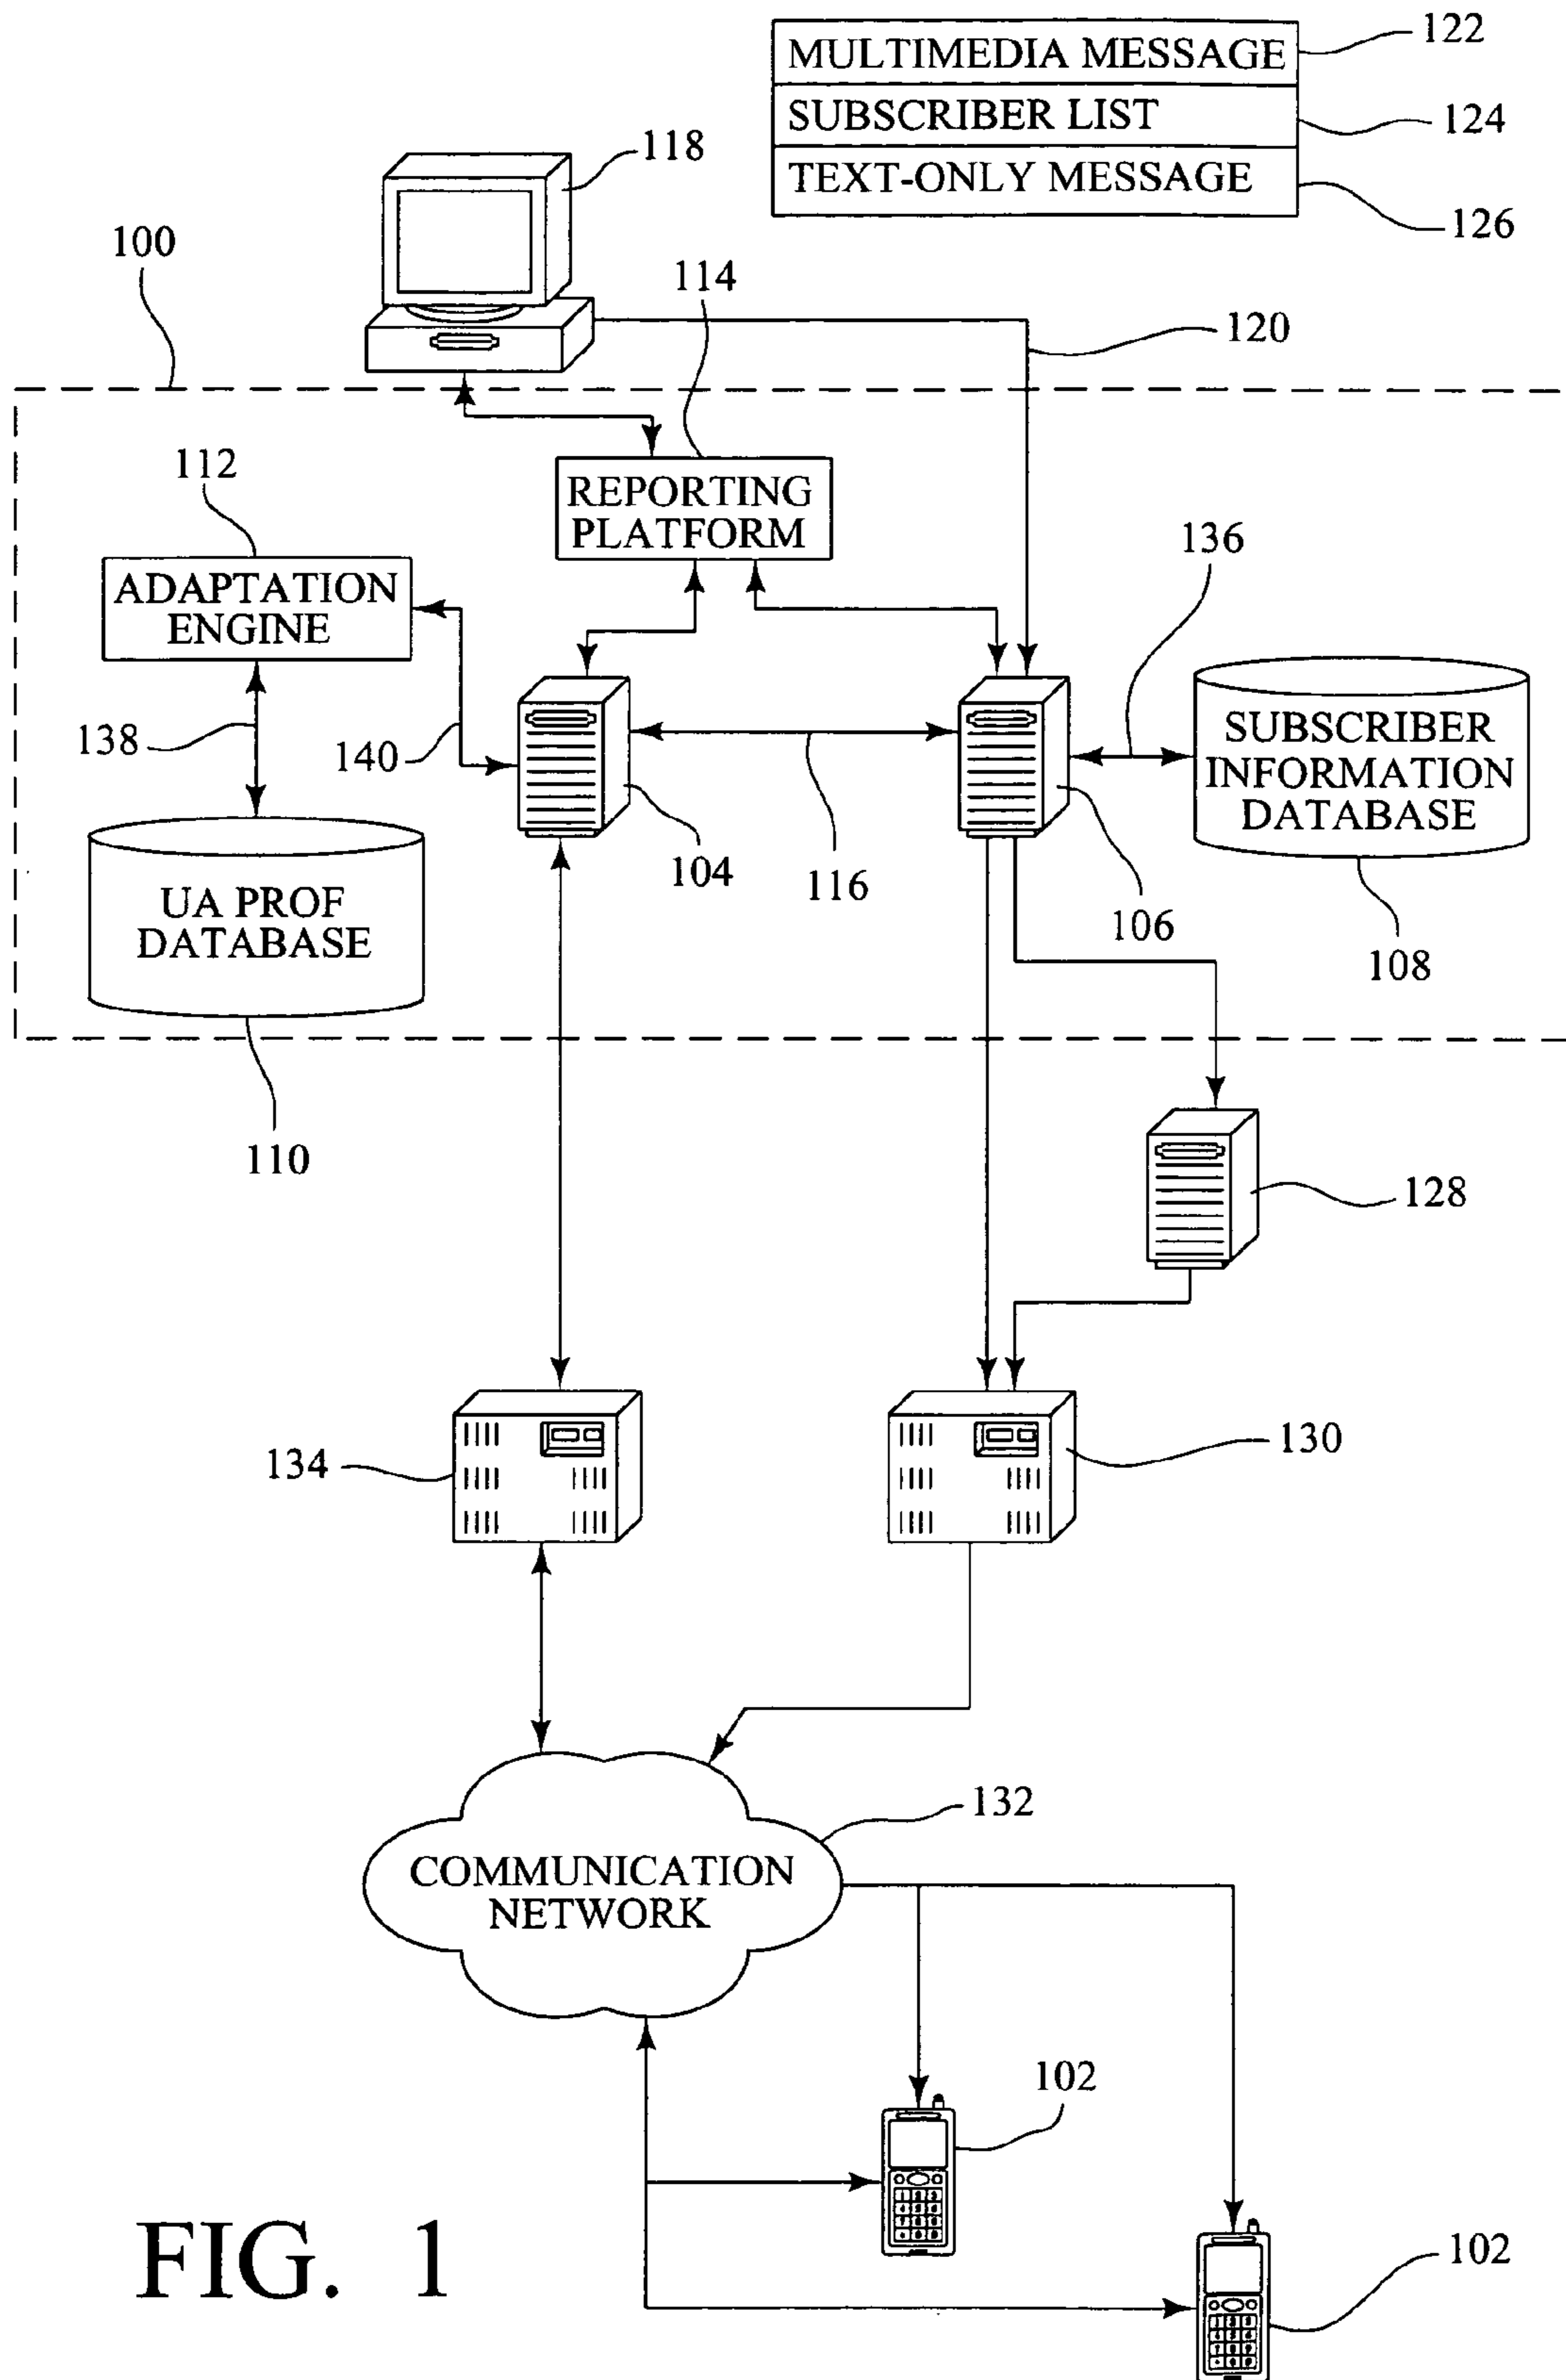 MULTIMEDIA MESSAGE
122
SUBSCRIBER LIST
124
TEXT-ONLY MESSAGE
126
118
100
114
120
112
REPORTING
PLATFORM
136
ADAPTATION
ENGINE
138
140
SUBSCRIBER
INFORMATION
DATABASE
104
116
106
108
UA PROF
DATABASE
110
128
134
130
132
COMMUNICATION
NETWORK
102
102
FIG. 1